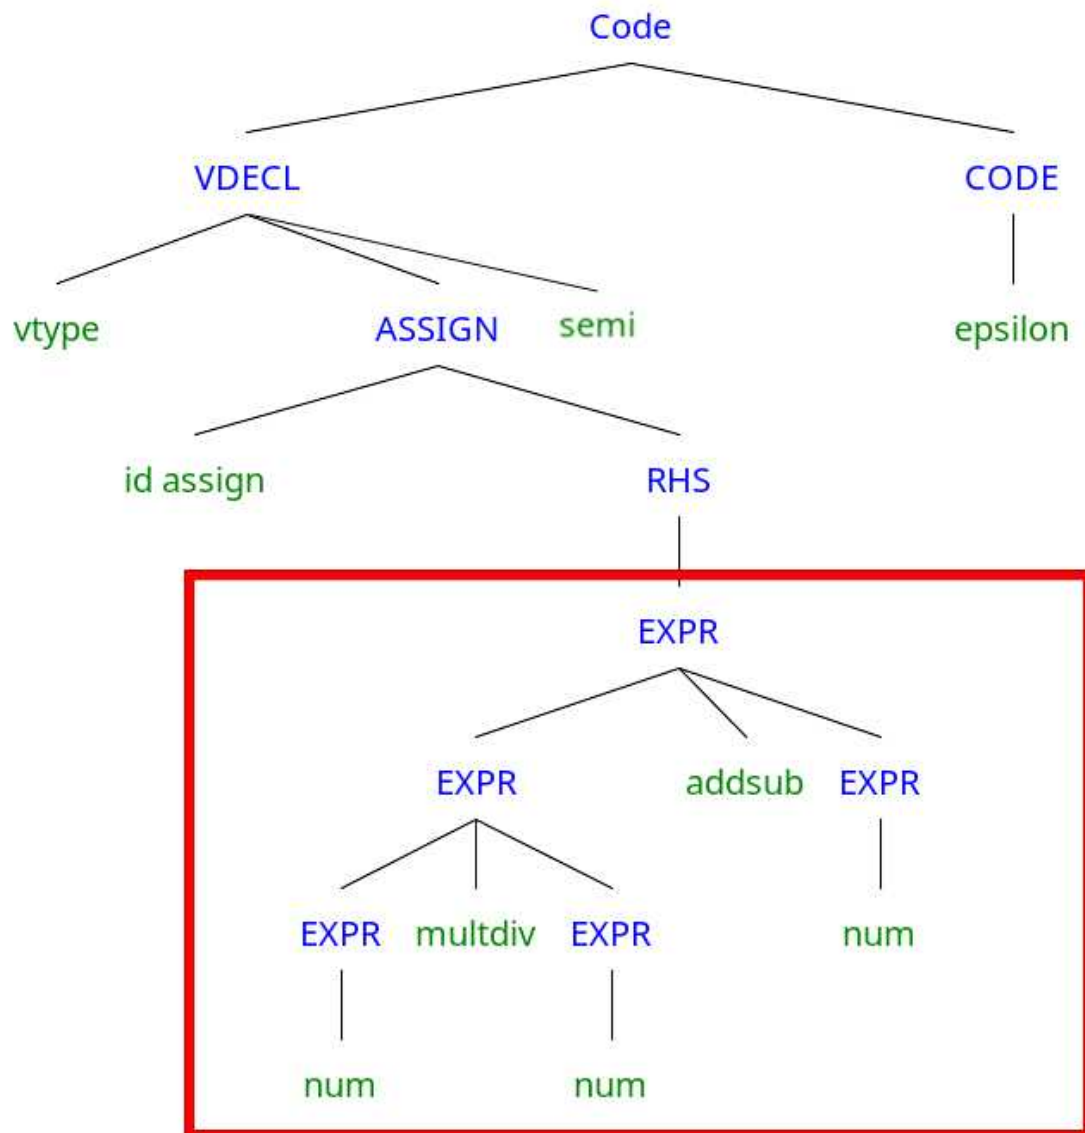 Code
VDECL CODE
vtype ASSIGN semi epsilon
id assign RHS
EXPR
EXPR addsub EXPR
EXPR multdiv EXPR num
num num